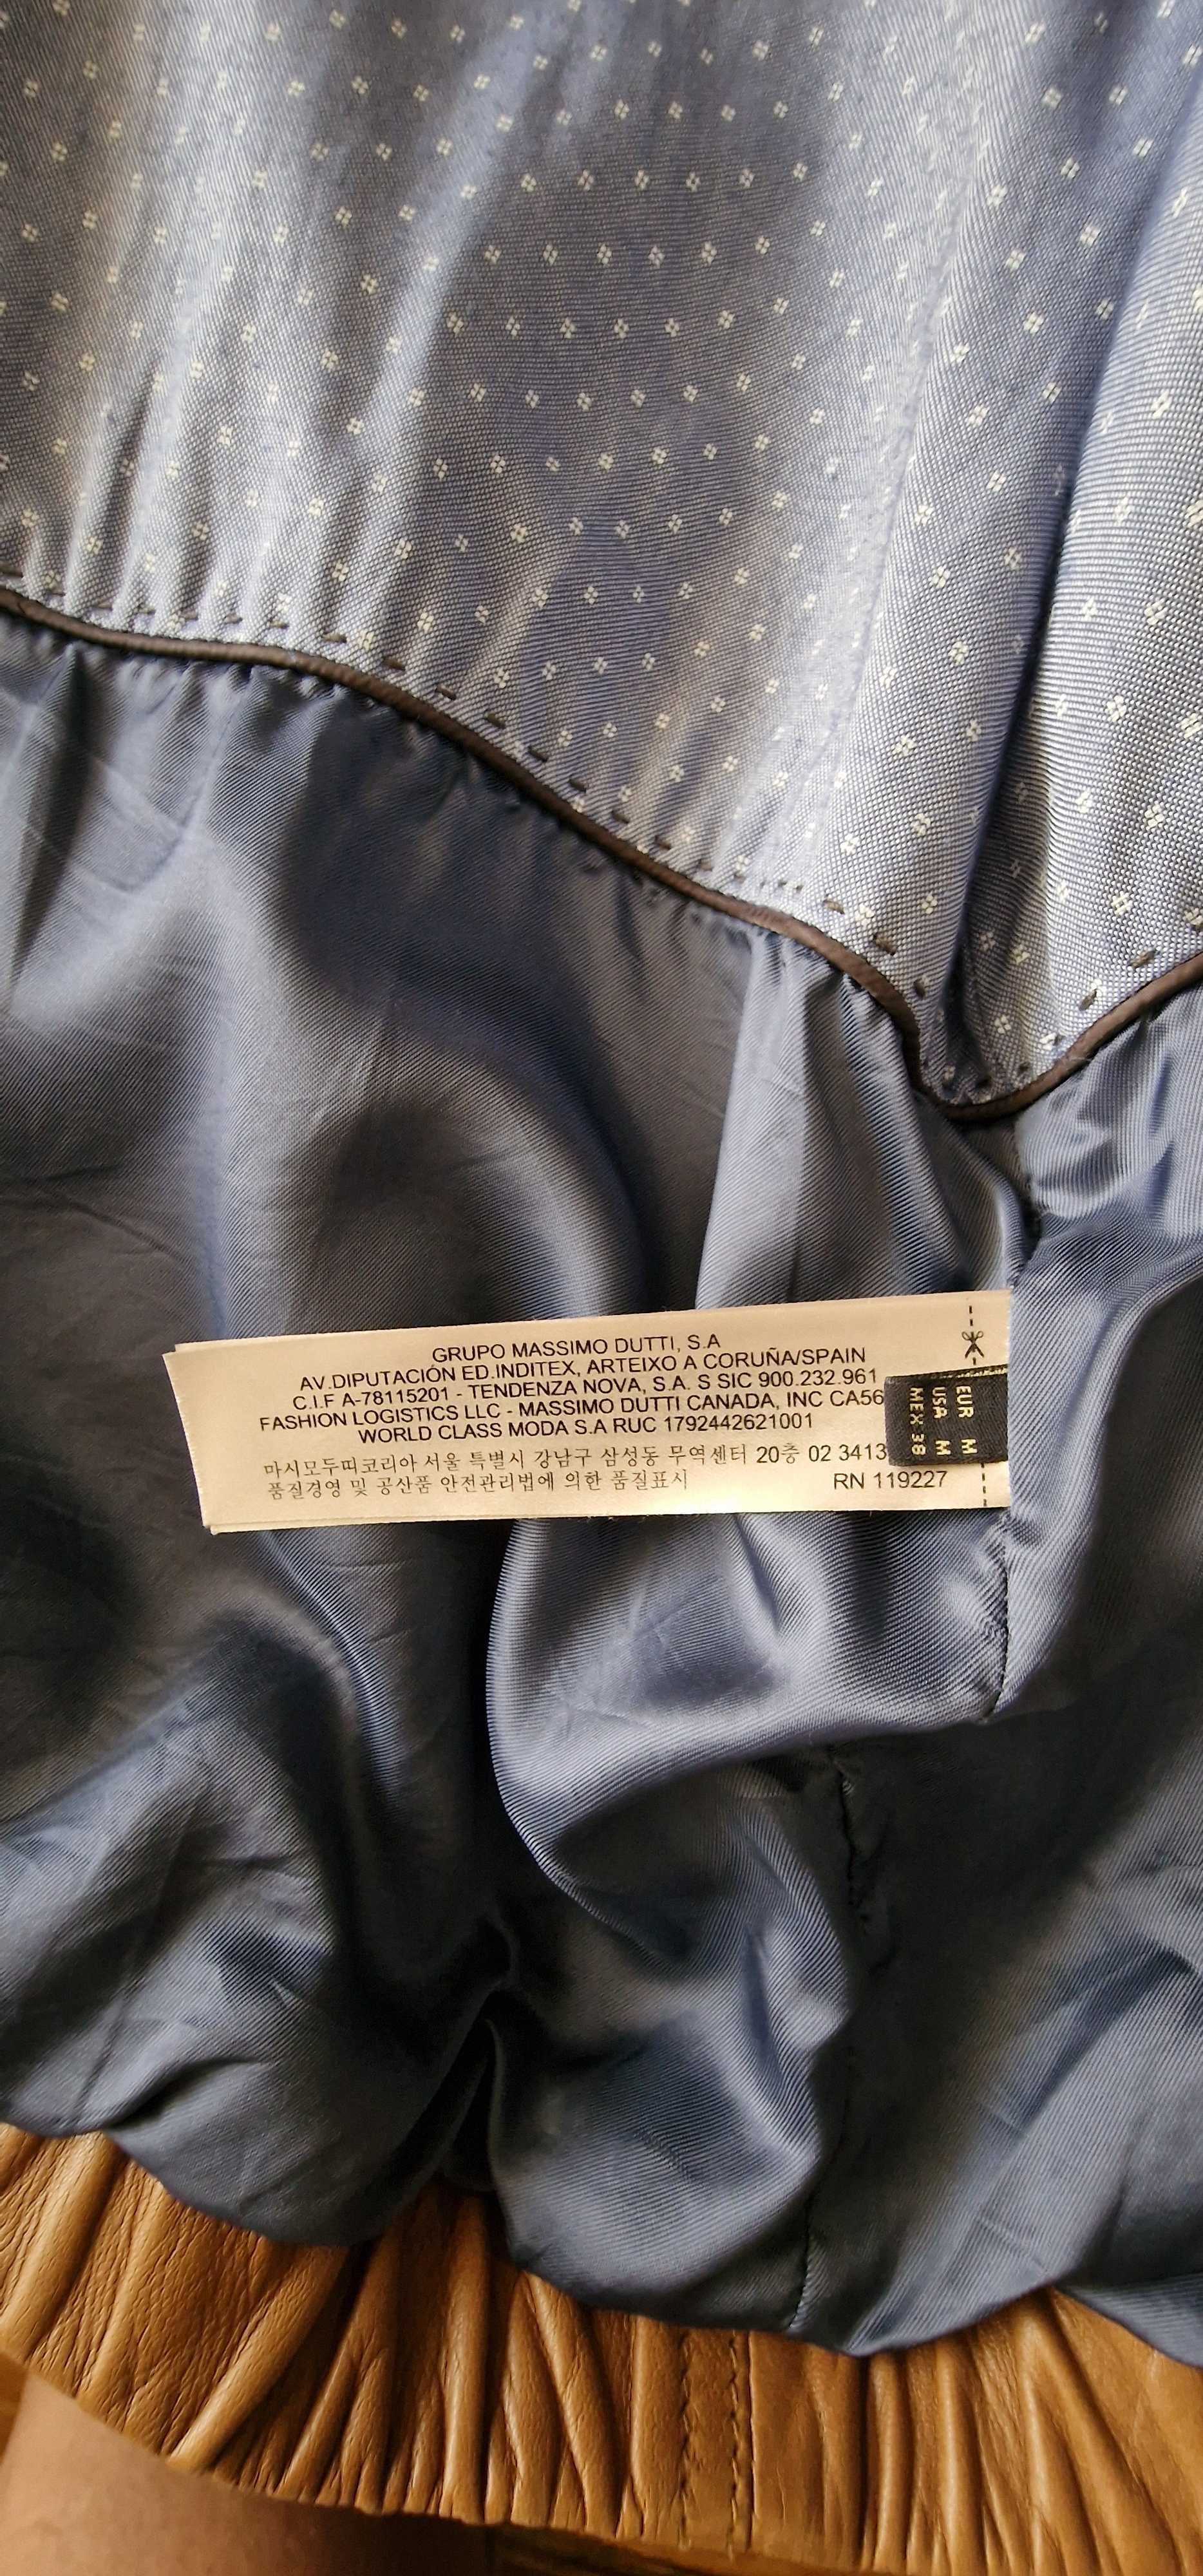 GRUPO MASSIMO DUTTI, S.A
AV.DIPUTACIÓN ED.INDITEX, ARTEIXO A CORUÑA/SPAIN
C.I.F A-78115201 - TENDENZA NOVA, S.A. S SIC 900.232.961
FASHION LOGISTICS LLC - MASSIMO DUTTI CANADA, INC CA56
WORLD CLASS MODA S.A RUC 1792442621001
마시모두띠코리아 서울 특별시 강남구 삼성동 무역센터 20층 02 3413
품질경영 및 공산품 안전관리법에 의한 품질표시
RN 119227
EUR M
USA M
MEX 38